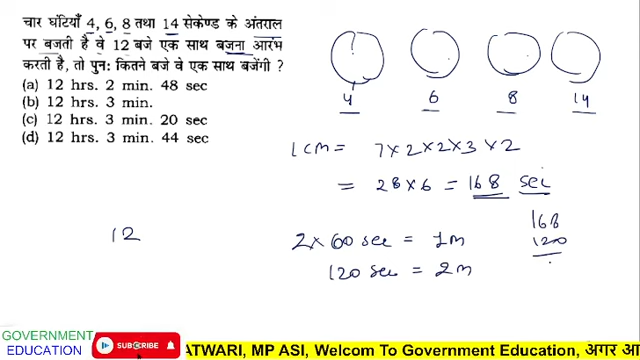 चार घंटियाँ 4, 6, 8 तथा 14 सेकेण्ड के अंतराल
पर बजती है वे 12 बजे एक साथ बजना आरंभ
करती है, तो पुनः कितने बजे वे एक साथ बजेंगी ?
(a) 12 hrs. 2 min. 48 sec
(b) 12 hrs. 3 min.
(c) 12 hrs. 3 min. 20 sec
(d) 12 hrs. 3 min. 44 sec
4 6 8 14
LCM = 7×2×2×3×2
= 28×6 = 168 sec
12
2×60 sec = 1m
120 sec = 2m
168
120
GOVERNMENT
EDUCATION
SUBSCRIBE
ATWARI, MP ASI, Welcom To Government Education, अगर आ